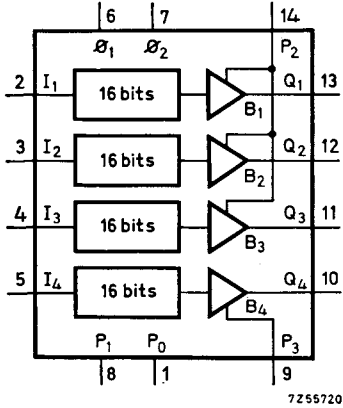 6 7 14
Ø1 Ø2 P2
2 I1 16 bits B1 Q1 13
3 I2 16 bits B2 Q2 12
4 I3 16 bits B3 Q3 11
5 I4 16 bits B4 Q4 10
P1 P0 P3
8 1 9
7Z55720